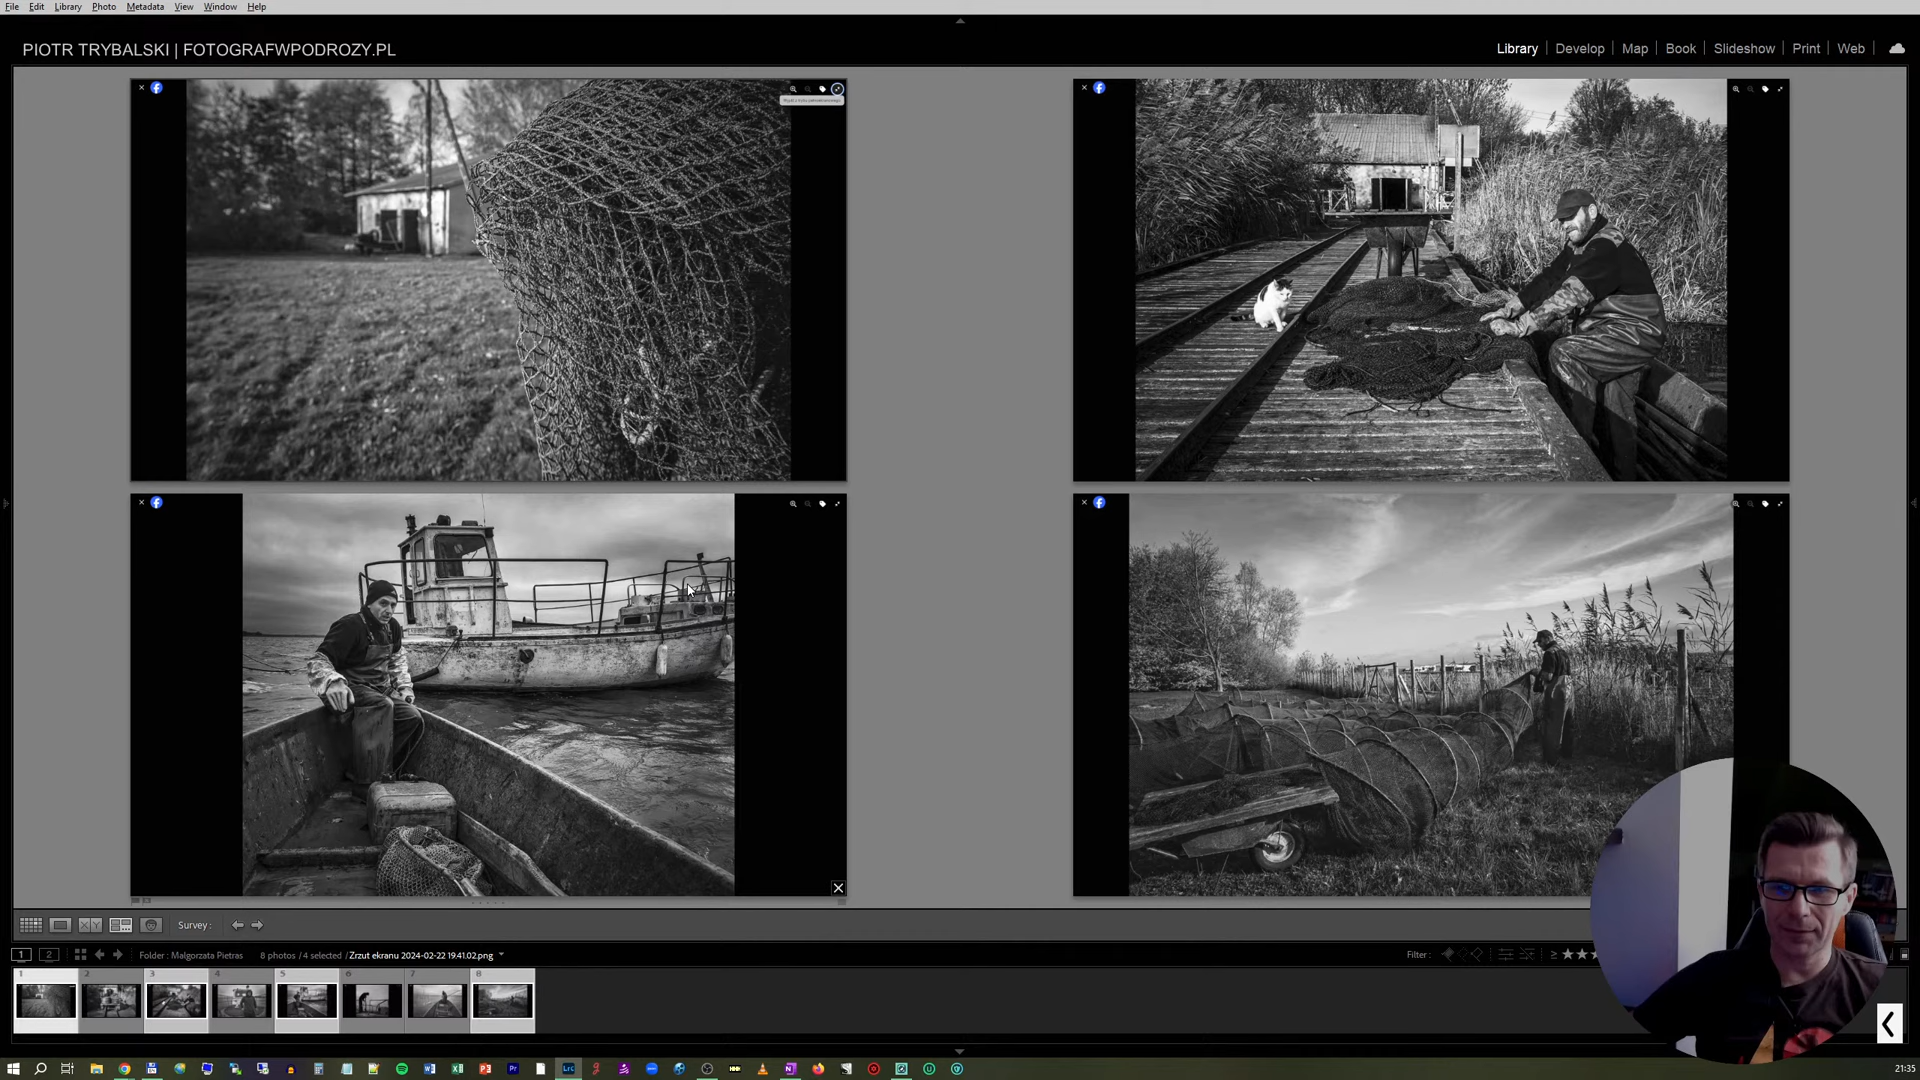 File Edit Library Photo Metadata View Window Help
PIOTR TRYBALSKI | FOTOGRAFWPODROZY.PL
Library Develop Map Book Slideshow Print Web
Survey :
1 2 Folder : Malgorzata Pietras 8 photos / 4 selected / Zrzut ekranu 2024-02-22 19.41.02.png Filter :
1 2 3 4 5 6 7 8
21:35